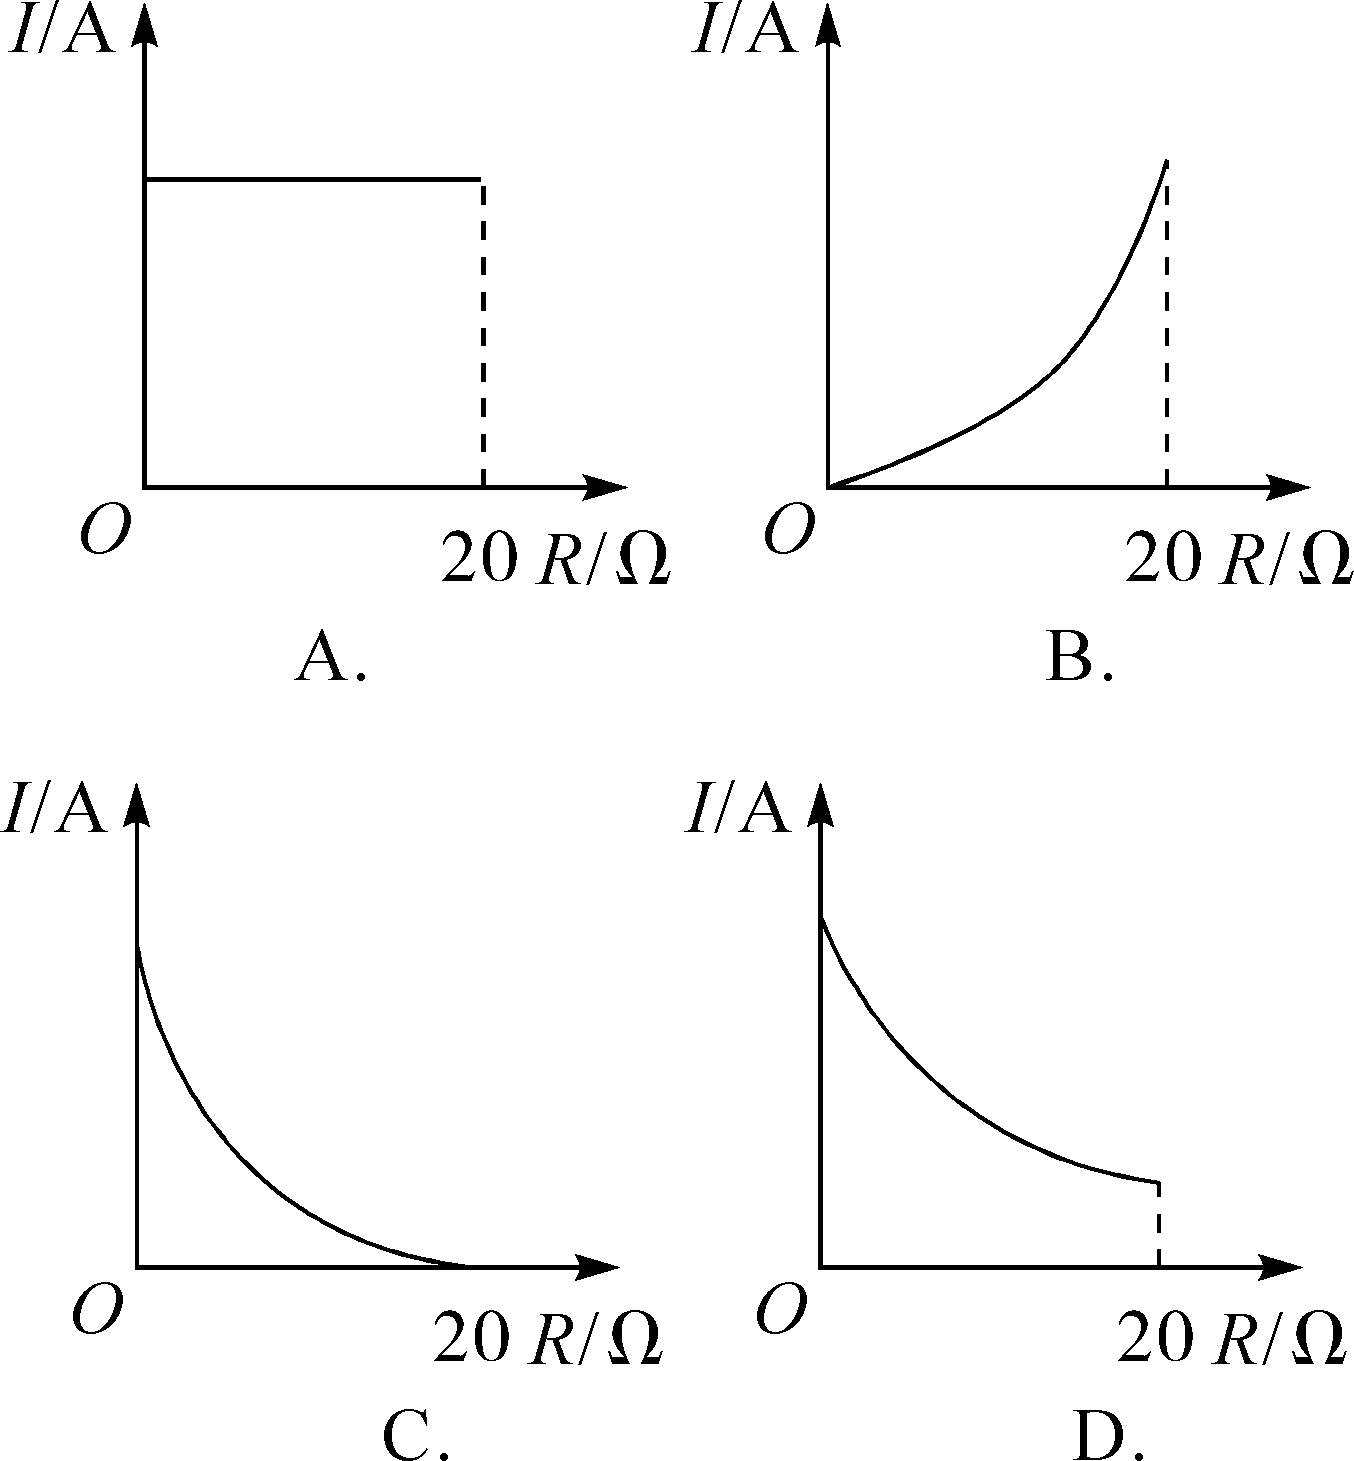 I/A
I/A
O
20 R/Ω
O
20 R/Ω
A.
B.
I/A
I/A
O
20 R/Ω
O
20 R/Ω
C.
D.